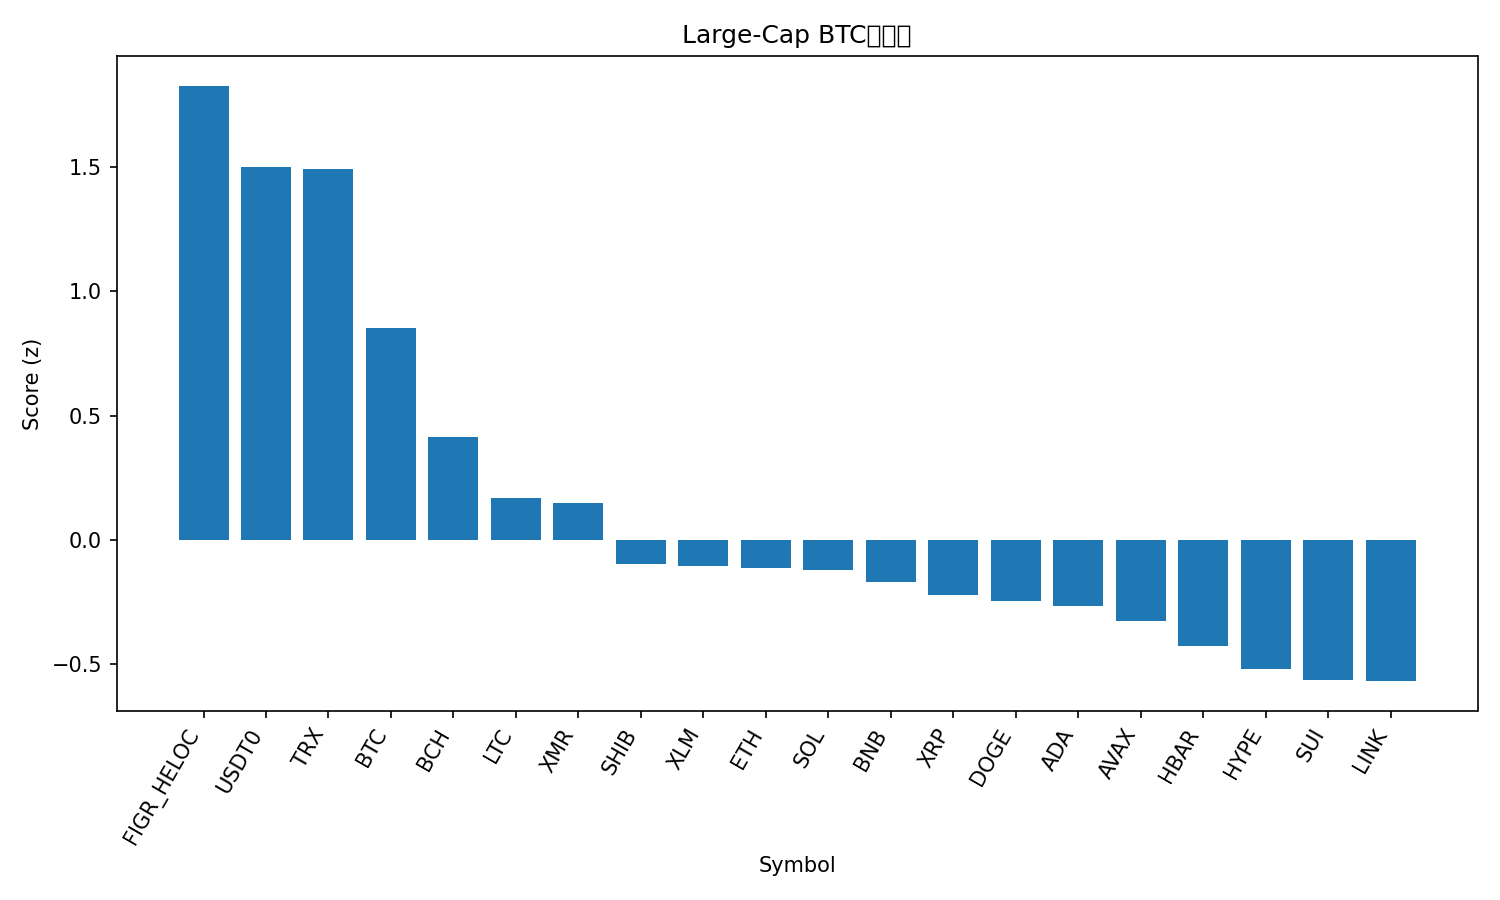 Large-Cap BTC
Score (z)
1.5
1.0
0.5
0.0
−0.5
FIGR_HELOC
USDT0
TRX
BTC
BCH
LTC
XMR
SHIB
XLM
ETH
SOL
BNB
XRP
DOGE
ADA
AVAX
HBAR
HYPE
SUI
LINK
Symbol